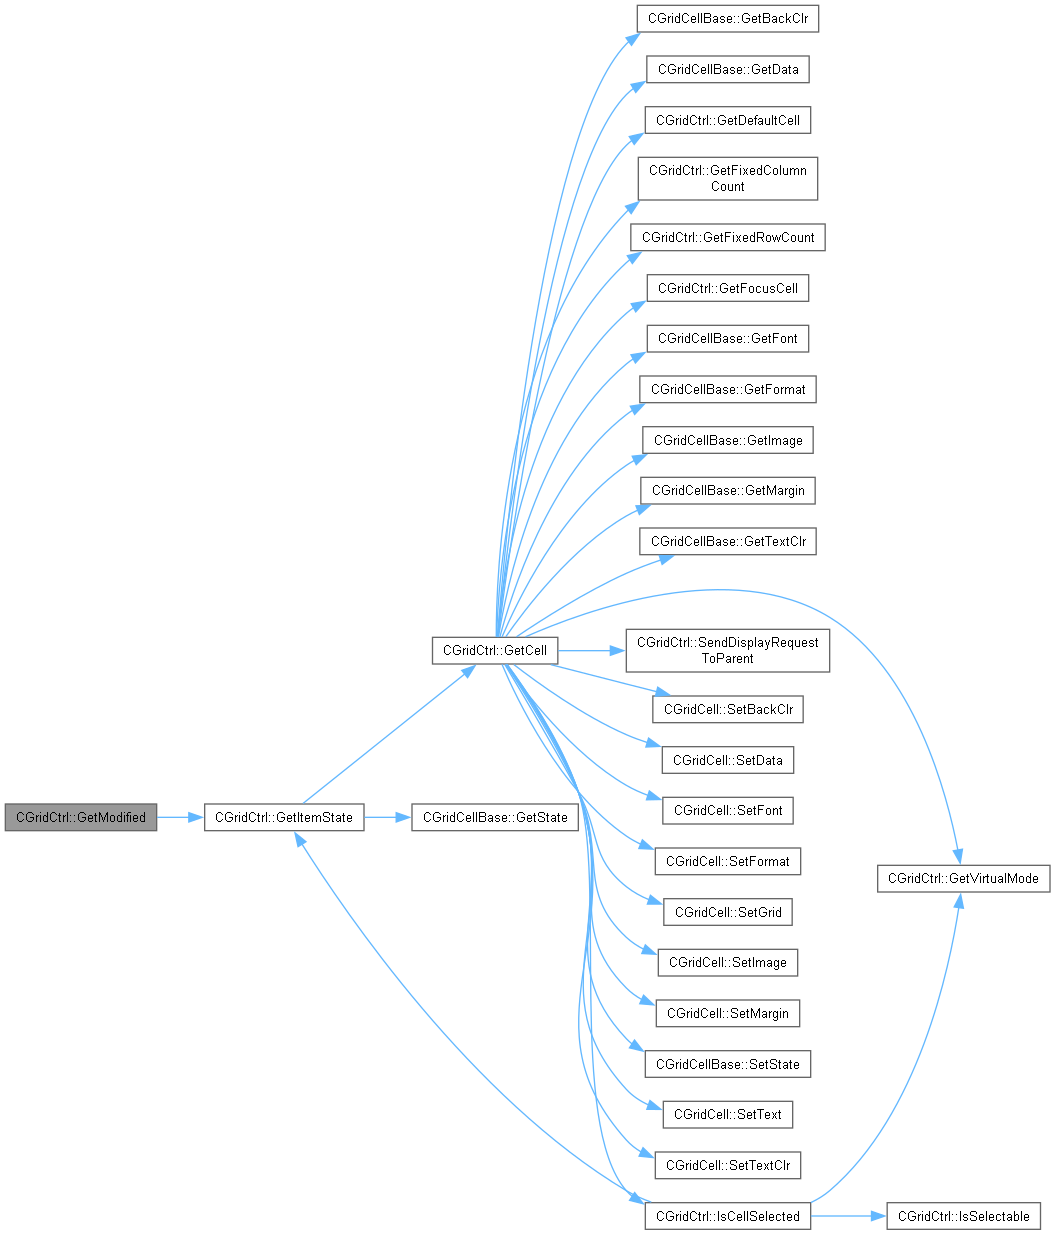 CGridCellBase::GetBackClr
CGridCellBase::GetData
CGridCtrl::GetDefaultCell
CGridCtrl::GetFixedColumn
Count
CGridCtrl::GetFixedRowCount
CGridCtrl::GetFocusCell
CGridCellBase::GetFont
CGridCellBase::GetFormat
CGridCellBase::GetImage
CGridCellBase::GetMargin
CGridCellBase::GetTextClr
CGridCtrl::GetCell
CGridCtrl::SendDisplayRequest
ToParent
CGridCell::SetBackClr
CGridCell::SetData
CGridCtrl::GetModified
CGridCtrl::GetItemState
CGridCellBase::GetState
CGridCell::SetFont
CGridCell::SetFormat
CGridCtrl::GetVirtualMode
CGridCell::SetGrid
CGridCell::SetImage
CGridCell::SetMargin
CGridCellBase::SetState
CGridCell::SetText
CGridCell::SetTextClr
CGridCtrl::IsCellSelected
CGridCtrl::IsSelectable